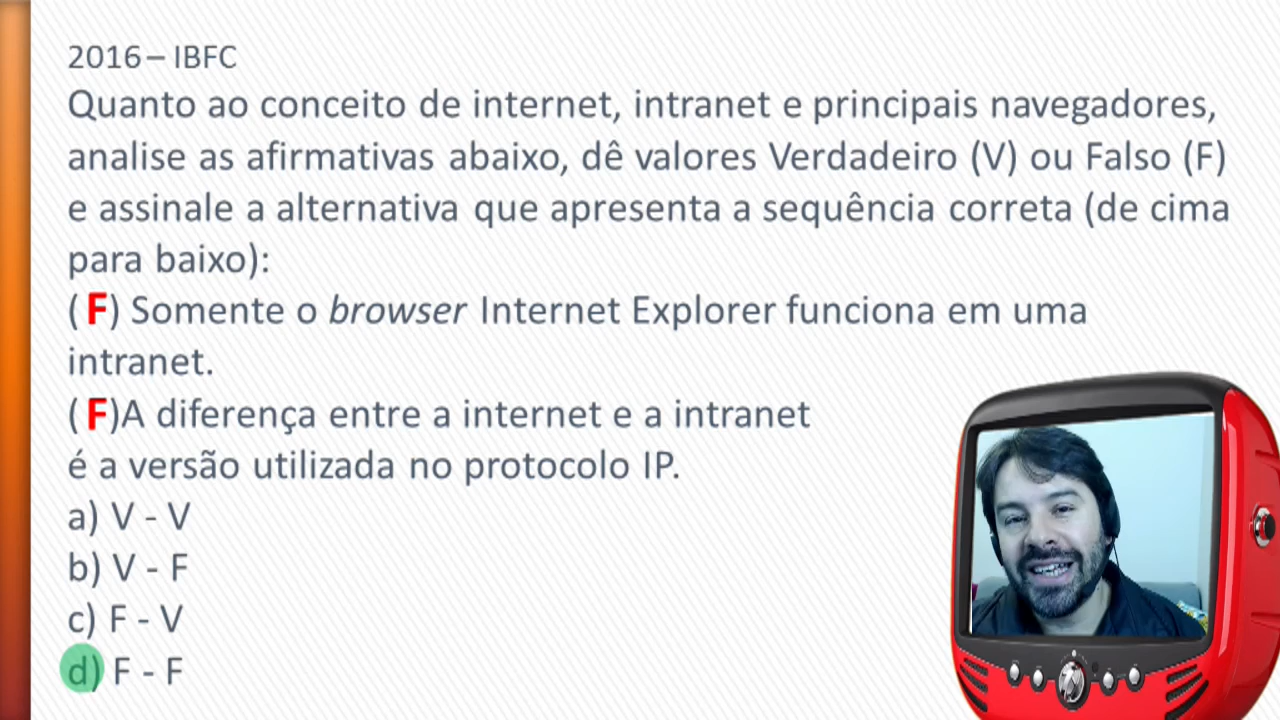 2016 – IBFC
Quanto ao conceito de internet, intranet e principais navegadores,
analise as afirmativas abaixo, dê valores Verdadeiro (V) ou Falso (F)
e assinale a alternativa que apresenta a sequência correta (de cima
para baixo):
( F) Somente o browser Internet Explorer funciona em uma
intranet.
( F)A diferença entre a internet e a intranet
é a versão utilizada no protocolo IP.
a) V - V
b) V - F
c) F - V
d) F - F